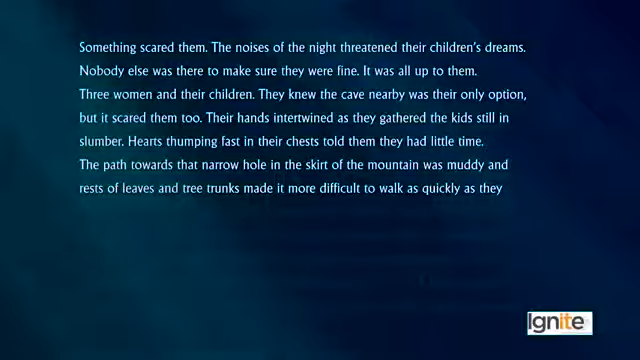 Something scared them. The noises of the night threatened their children's dreams.
Nobody else was there to make sure they were fine. It was all up to them.
Three women and their children. They knew the cave nearby was their only option,
but it scared them too. Their hands intertwined as they gathered the kids still in
slumber. Hearts thumping fast in their chests told them they had little time.
The path towards that narrow hole in the skirt of the mountain was muddy and
rests of leaves and tree trunks made it more difficult to walk as quickly as they
Ignite